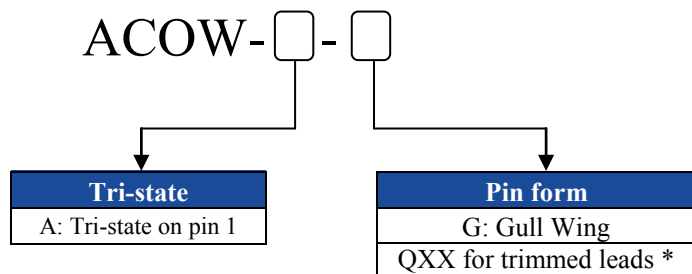 ACOW- -
Tri-state
A: Tri-state on pin 1
Pin form
G: Gull Wing
QXX for trimmed leads *